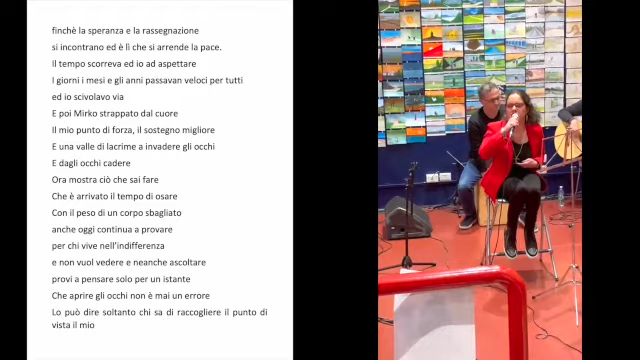 finchè la speranza e la rassegnazione
si incontrano ed è lì che si arrende la pace.
Il tempo scorreva ed io ad aspettare
I giorni i mesi e gli anni passavan veloci per tutti
ed io scivolavo via
E poi Mirko strappato dal cuore
Il mio punto di forza, il sostegno migliore
E una valle di lacrime a invadere gli occhi
E dagli occhi cadere
Ora mostra ciò che sai fare
Che è arrivato il tempo di osare
Con il peso di un corpo sbagliato
anche oggi continua a provare
per chi vive nell'indifferenza
e non vuol vedere e neanche ascoltare
provi a pensare solo per un istante
Che aprire gli occhi non è mai un errore
Lo può dire soltanto chi sa di raccogliere il punto di
vista il mio